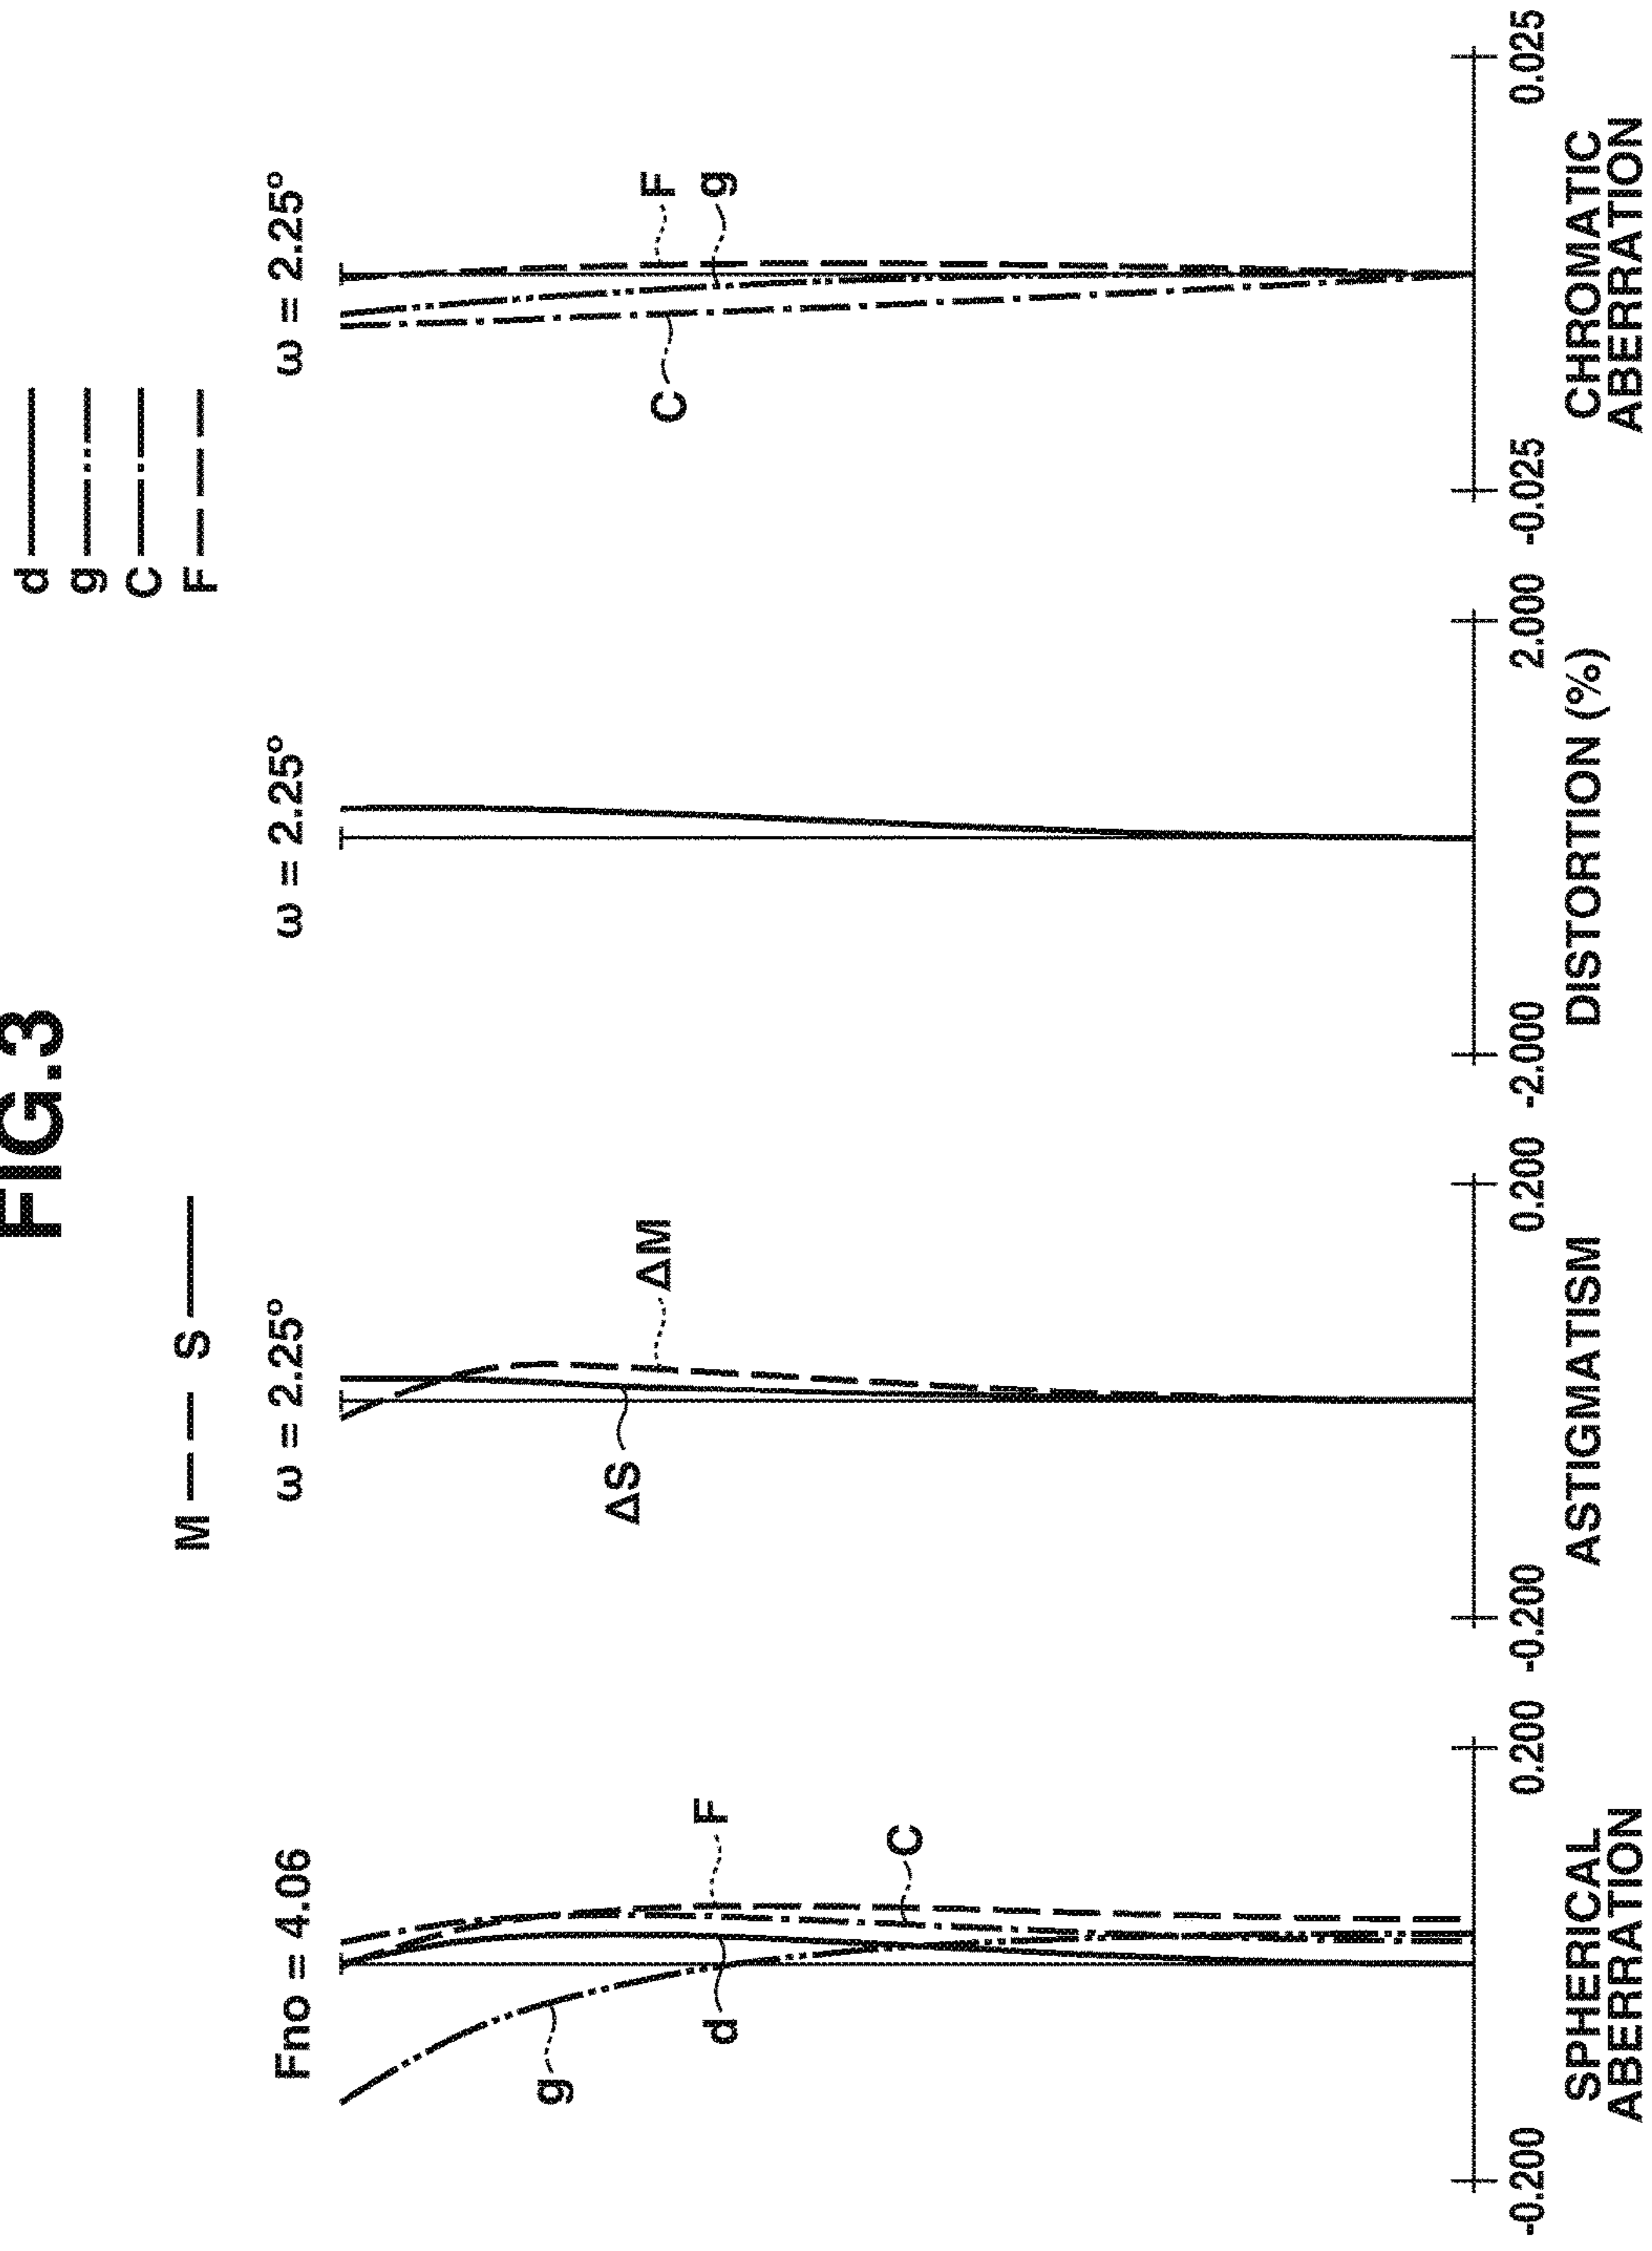 FIG.3
d
g
C
F
M S
Fno = 4.06
ω = 2.25°
ω = 2.25°
ω = 2.25°
g
d
F
C
ΔS
ΔM
C
F
g
-0.200 0.200
SPHERICAL
ABERRATION
-0.200 0.200
ASTIGMATISM
-2.000 2.000
DISTORTION (%)
-0.025 0.025
CHROMATIC
ABERRATION